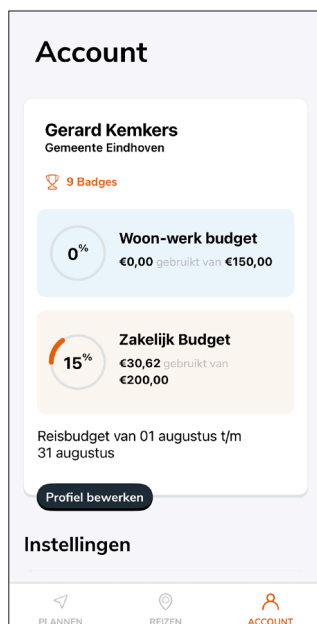 Account
Gerard Kemkers
Gemeente Eindhoven
9 Badges
0%
Woon-werk budget
€0,00 gebruikt van €150,00
15%
Zakelijk Budget
€30,62 gebruikt van
€200,00
Reisbudget van 01 augustus t/m
31 augustus
Profiel bewerken
Instellingen
PLANNEN
REIZEN
ACCOUNT